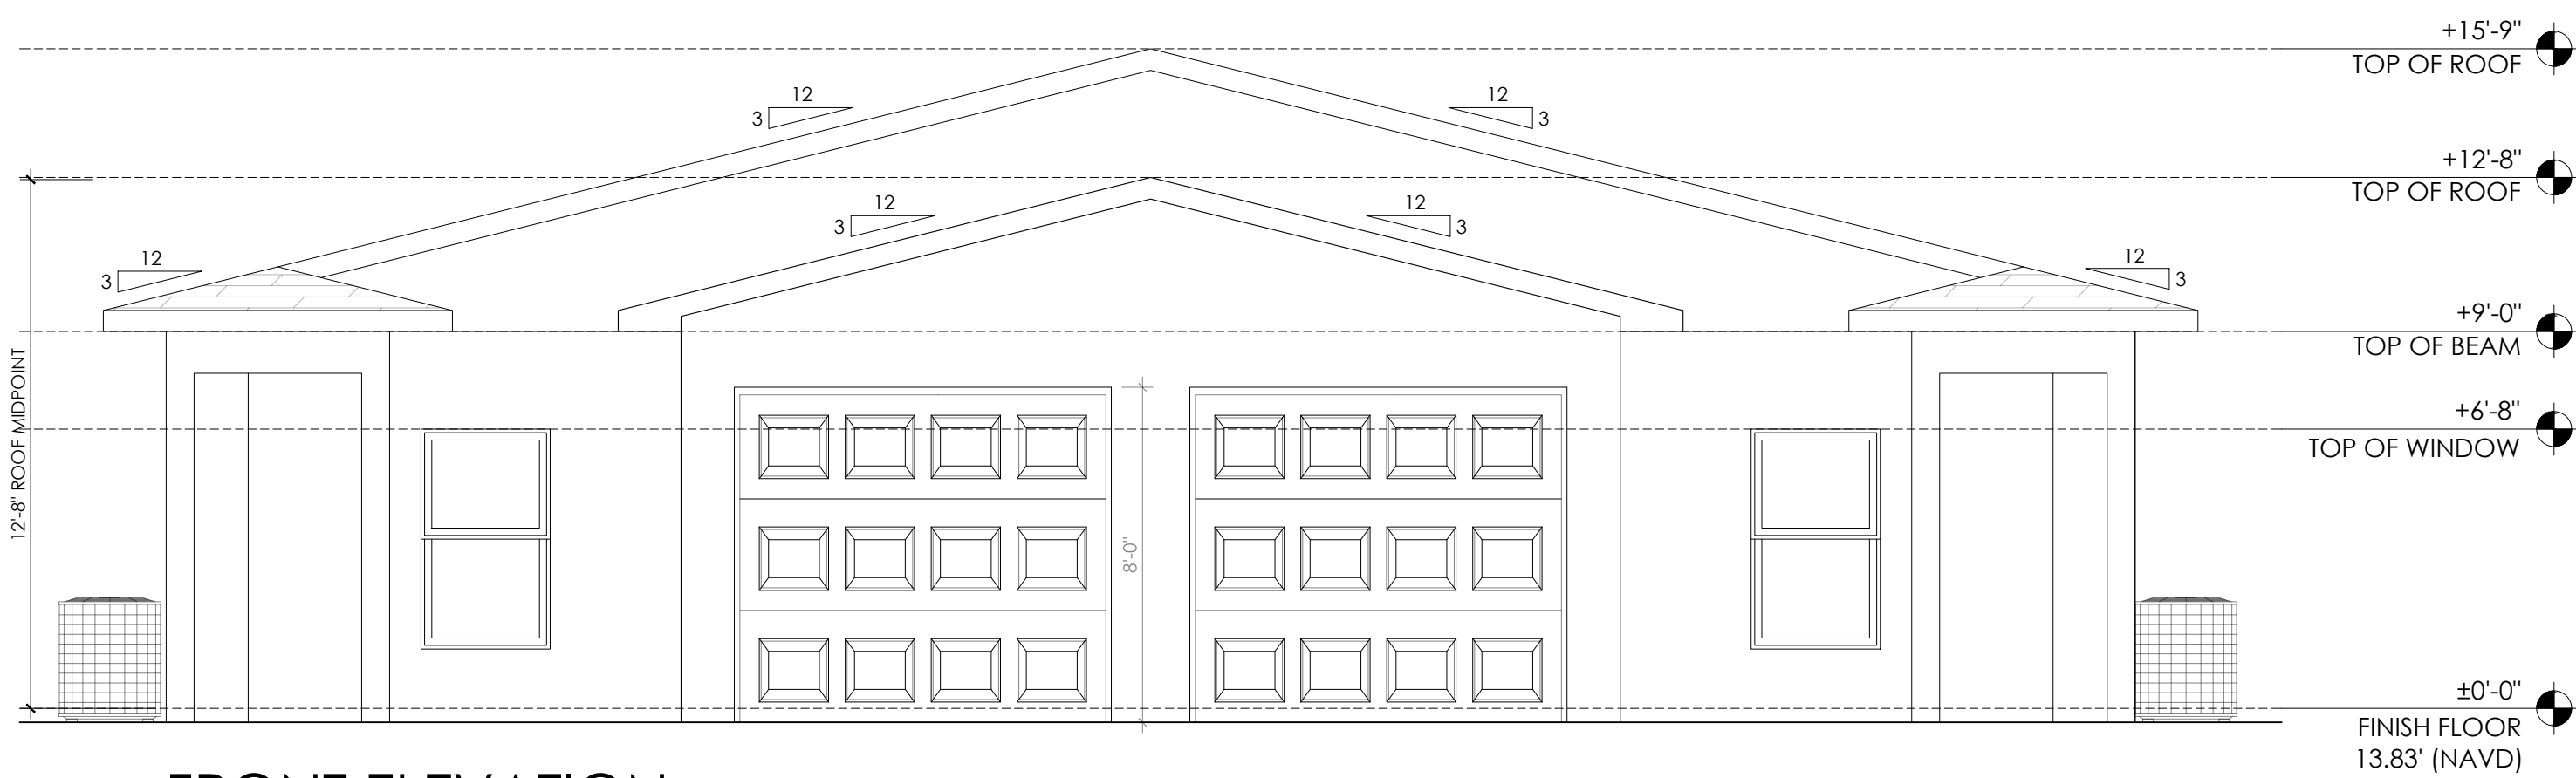 +15'-9"
TOP OF ROOF
12
3
12
3
+12'-8"
TOP OF ROOF
12
3
12
3
12
3
12
3
+9'-0"
TOP OF BEAM
12'-8" ROOF MIDPOINT
+6'-8"
TOP OF WINDOW
8'-0"
±0'-0"
FINISH FLOOR
13.83' (NAVD)
FRONT ELEVATION